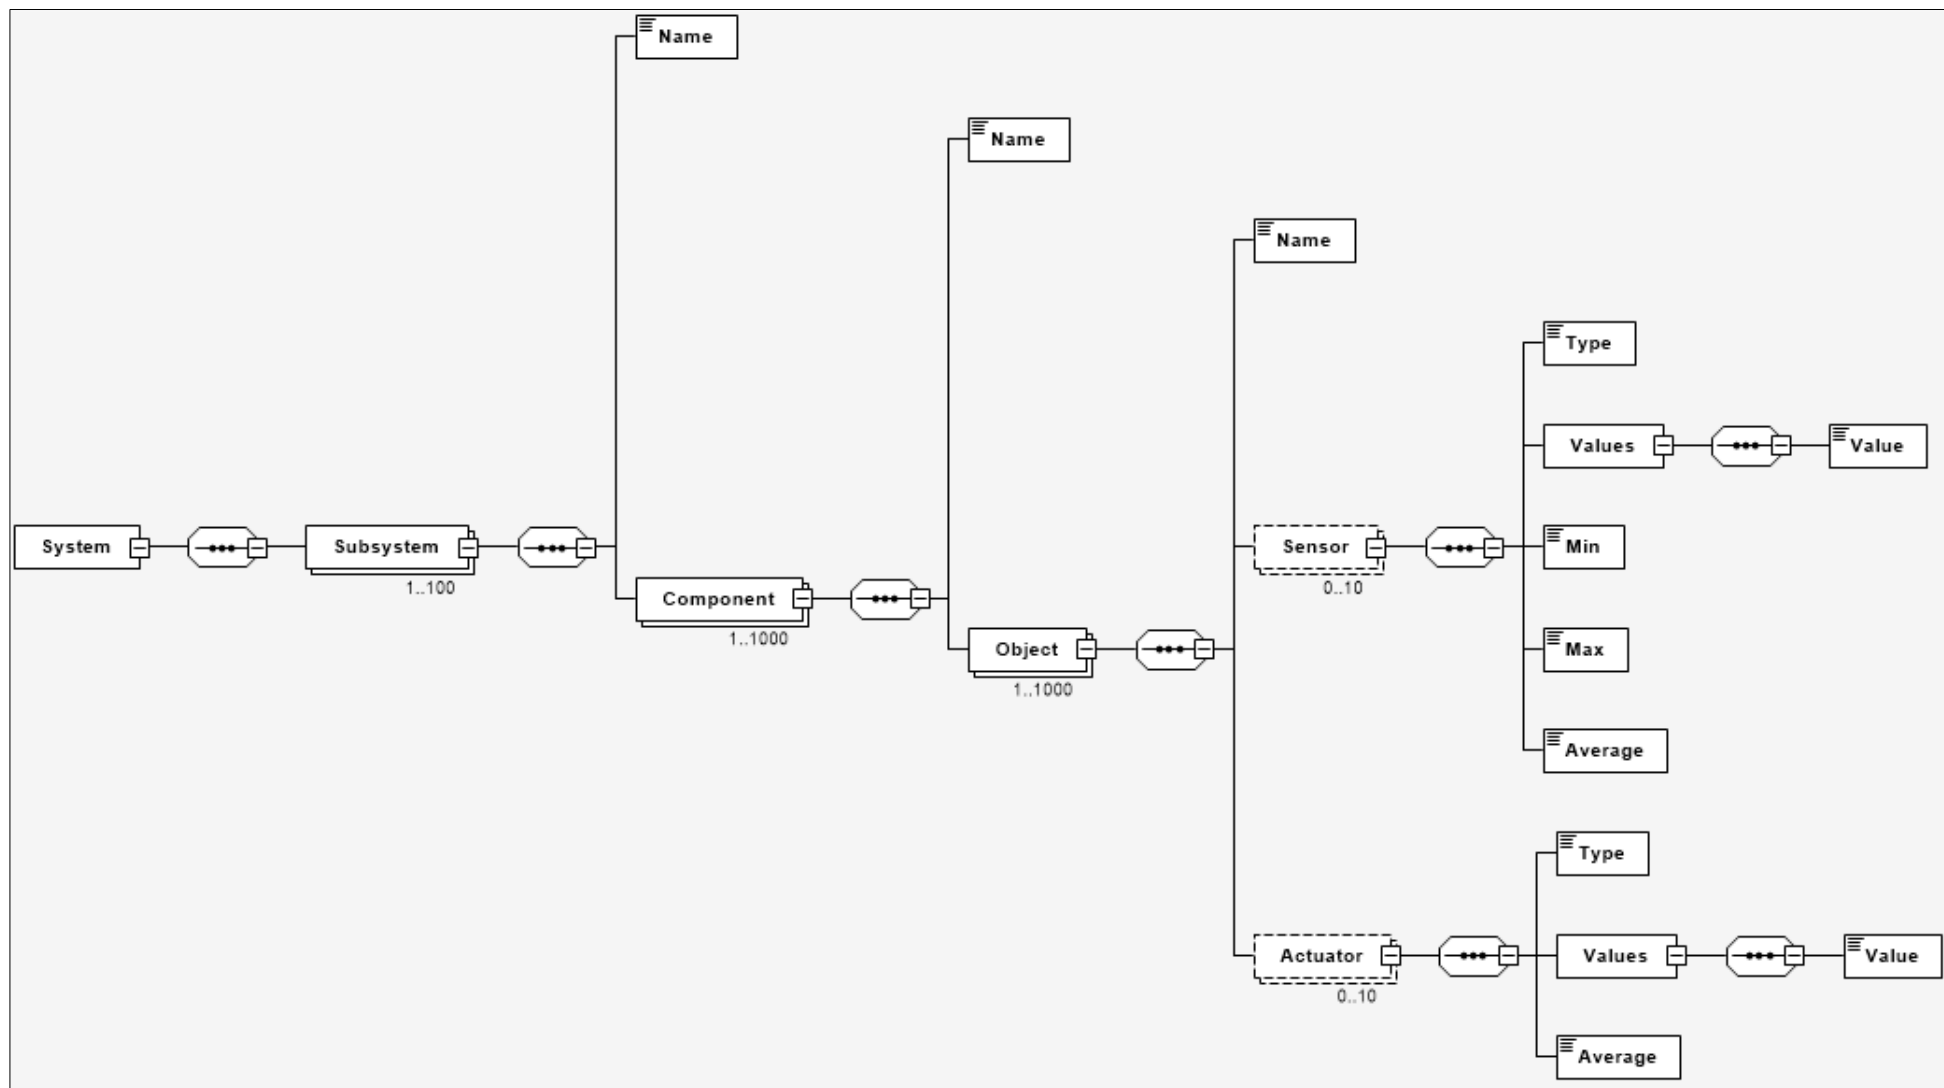 Name
Name
Name
Type
Values
Value
System
Subsystem
1..100
Sensor
0..10
Min
Component
1..1000
Object
1..1000
Max
Average
Type
Actuator
0..10
Values
Value
Average